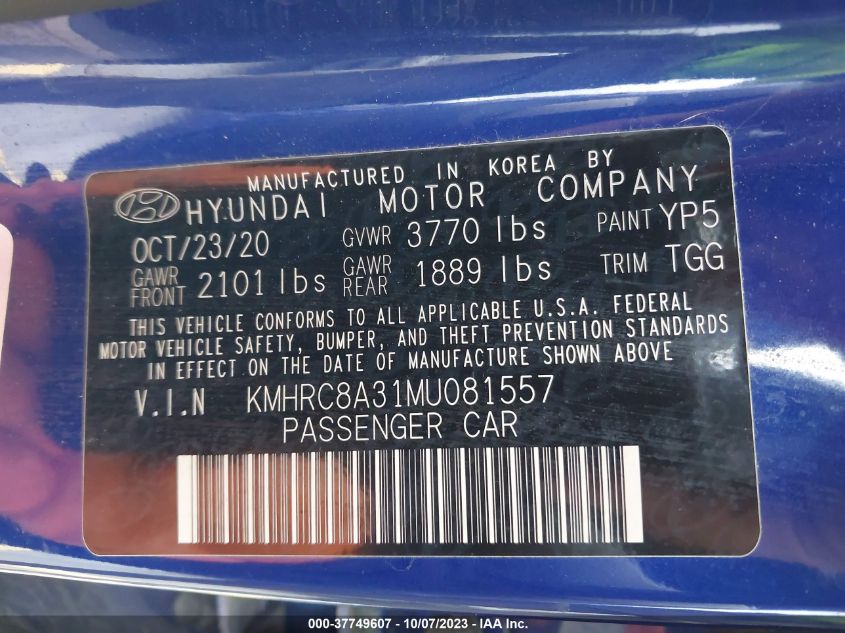 MANUFACTURED IN KOREA BY
HYUNDAI MOTOR COMPANY
OCT/23/20 GVWR 3770 lbs PAINT YP5
GAWR FRONT 2101 lbs GAWR REAR 1889 lbs TRIM TGG
THIS VEHICLE CONFORMS TO ALL APPLICABLE U.S.A. FEDERAL
MOTOR VEHICLE SAFETY, BUMPER, AND THEFT PREVENTION STANDARDS
IN EFFECT ON THE DATE OF MANUFACTURE SHOWN ABOVE
V.I.N KMHRC8A31MU081557
PASSENGER CAR
000-37749607 - 10/07/2023 - IAAI.com.